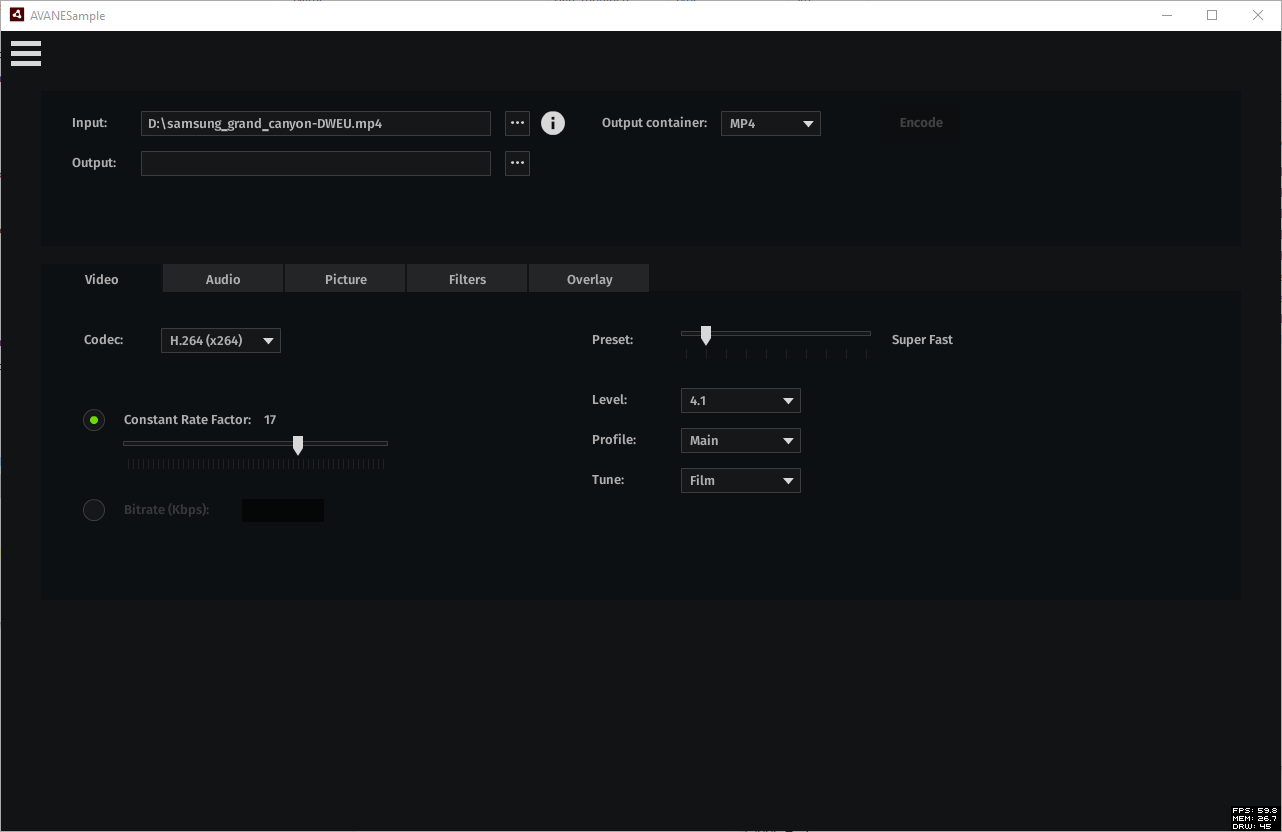 AVANESample
Input: D:\samsung_grand_canyon-DWEU.mp4 ... i Output container: MP4 Encode
Output: ...
Video Audio Picture Filters Overlay
Codec: H.264 (x264) Preset: Super Fast
Level: 4.1
Constant Rate Factor: 17
Profile: Main
Tune: Film
Bitrate (Kbps):
FPS: 59.8
MEM: 26.7
DRW: 45